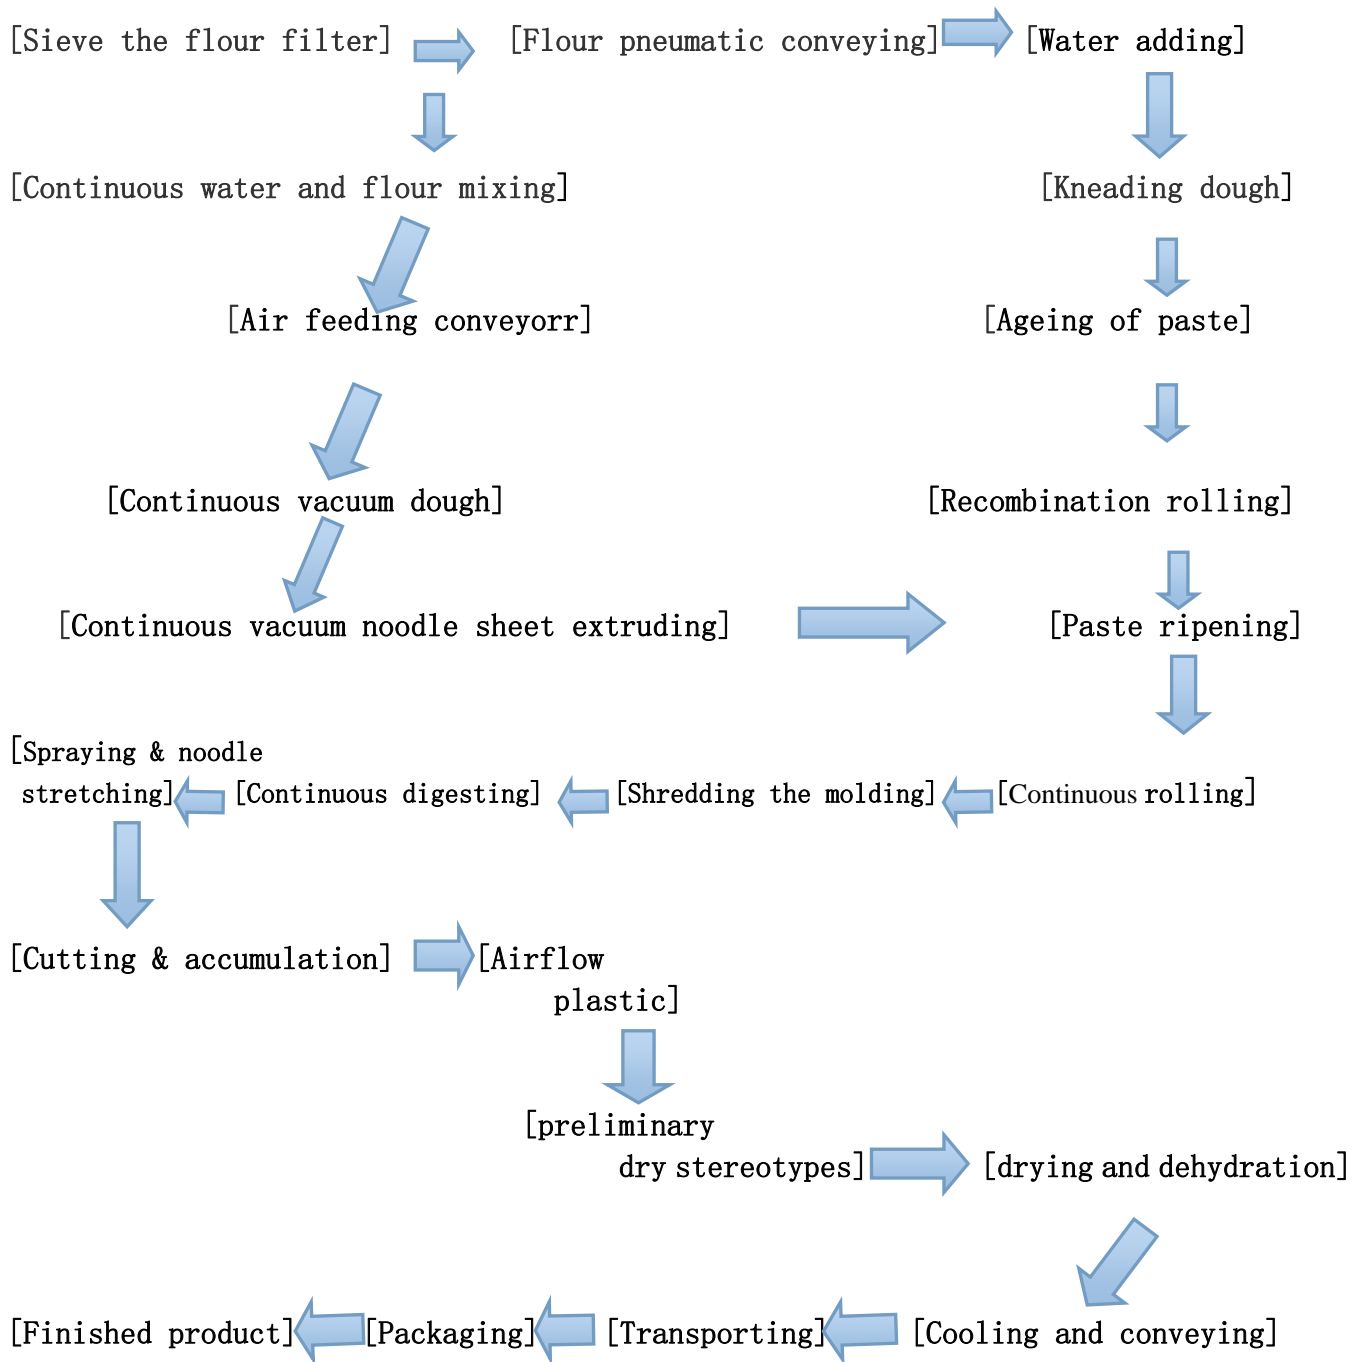 [Sieve the flour filter] [Flour pneumatic conveying] [Water adding]
[Continuous water and flour mixing] [Kneading dough]
[Air feeding conveyorr] [Ageing of paste]
[Continuous vacuum dough] [Recombination rolling]
[Continuous vacuum noodle sheet extruding] [Paste ripening]
[Spraying & noodle
stretching] [Continuous digesting] [Shredding the molding] [Continuous rolling]
[Cutting & accumulation] [Airflow
plastic]
[preliminary
dry stereotypes] [drying and dehydration]
[Finished product] [Packaging] [Transporting] [Cooling and conveying]